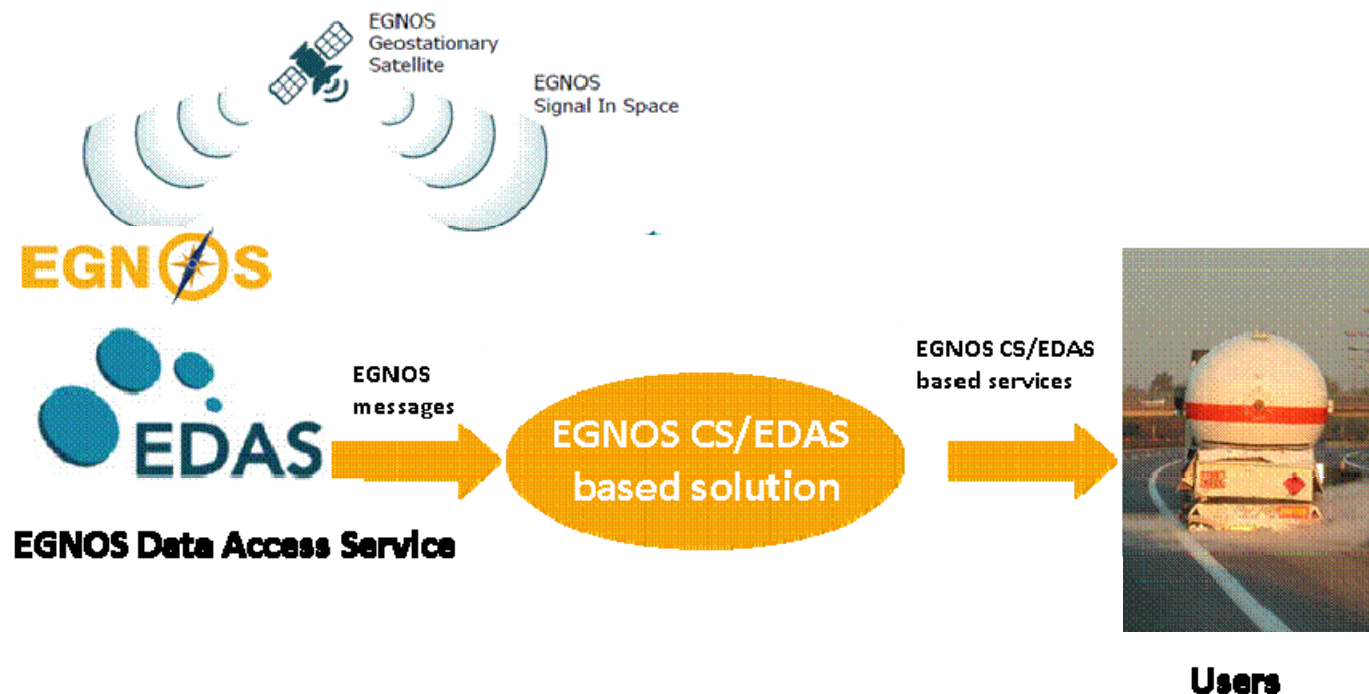 EGNOS
Geostationary
Satellite
EGNOS
Signal In Space
EGNOS
EDAS
EGNOS Data Access Service
EGNOS
messages
EGNOS CS/EDAS
based solution
EGNOS CS/EDAS
based services
Users